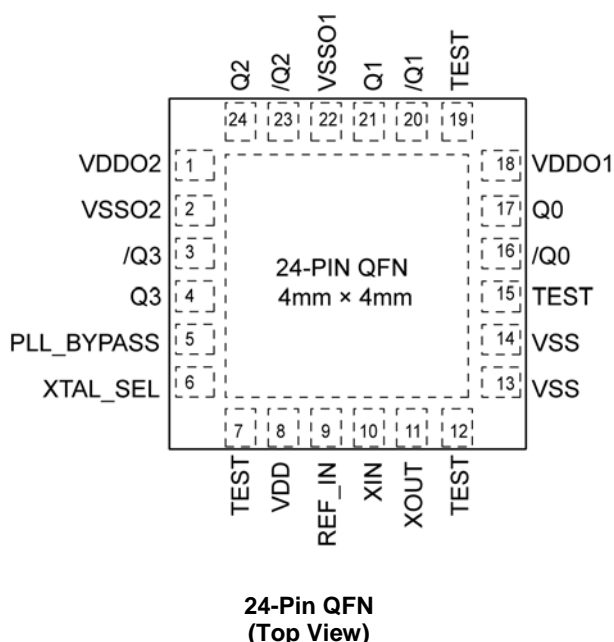 Q2 /Q2 VSSO1 Q1 /Q1 TEST
24 23 22 21 20 19
VDDO2 1 18 VDDO1
VSSO2 2 17 Q0
/Q3 3 16 /Q0
24-PIN QFN
Q3 4 15 TEST
4mm × 4mm
PLL_BYPASS 5 14 VSS
XTAL_SEL 6 13 VSS
7 8 9 10 11 12
TEST VDD REF_IN XIN XOUT TEST
24-Pin QFN
(Top View)